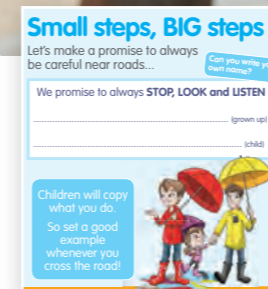 Small steps, BIG steps
Let's make a promise to always
be careful near roads...
Can you write
own name?
We promise to always STOP, LOOK and LISTEN
(grown up)
(child)
Children will copy
what you do.
So set a good
example
whenever you
cross the road!